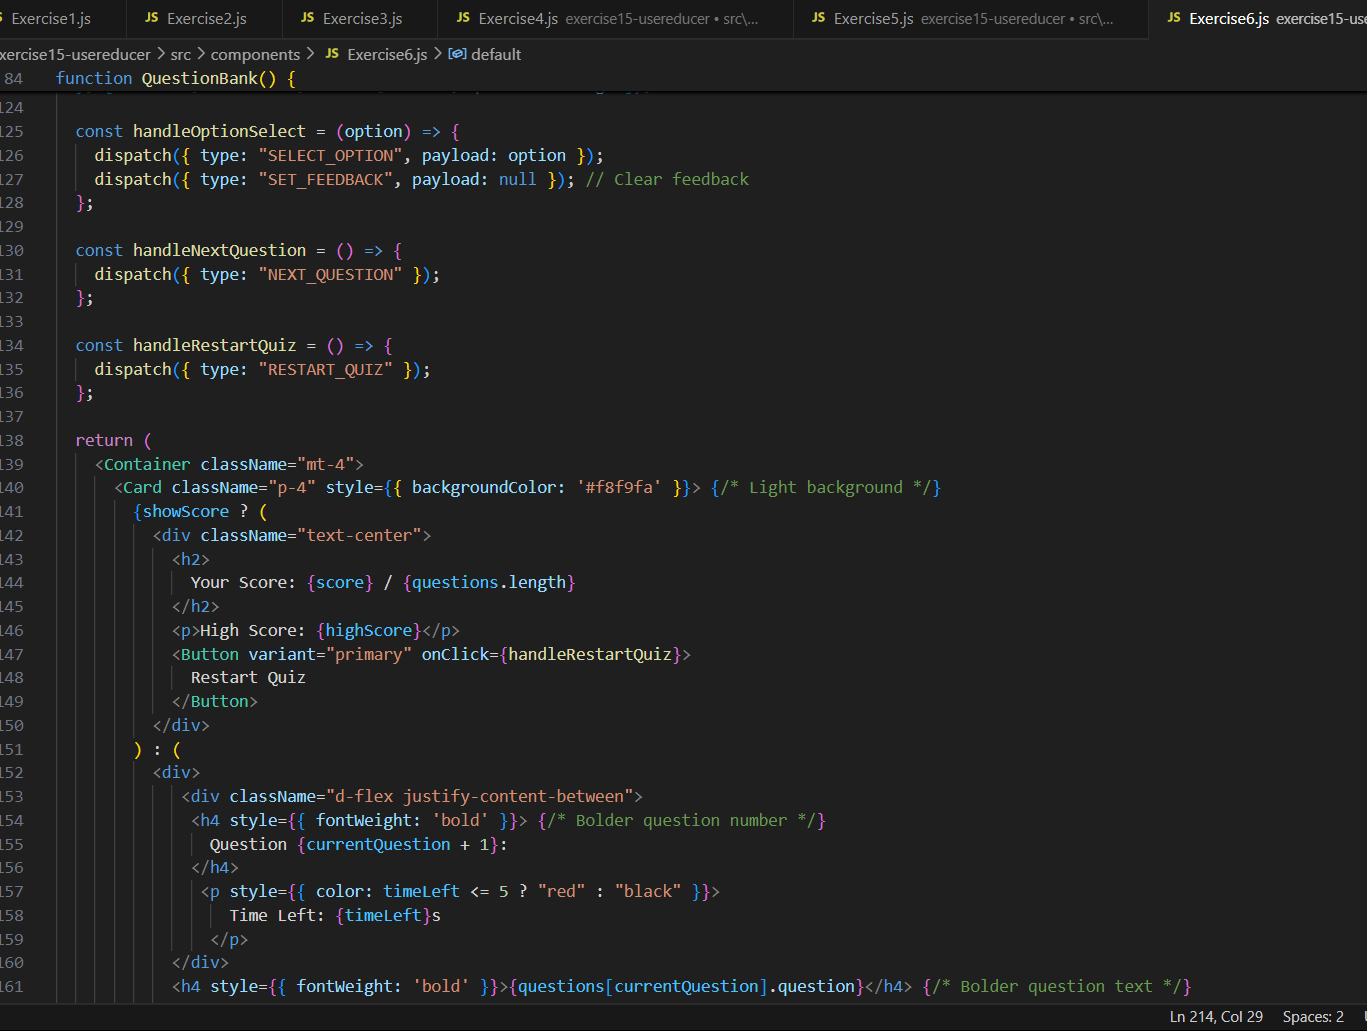 Exercise1.js JS Exercise2.js JS Exercise3.js JS Exercise4.js exercise15-usereducer • src\... JS Exercise5.js exercise15-usereducer • src\... JS Exercise6.js
xercise15-usereducer > src > components > JS Exercise6.js > default
84 function QuestionBank() {
124
125 const handleOptionSelect = (option) => {
126 dispatch({ type: "SELECT_OPTION", payload: option });
127 dispatch({ type: "SET_FEEDBACK", payload: null }); // Clear feedback
128 };
129
130 const handleNextQuestion = () => {
131 dispatch({ type: "NEXT_QUESTION" });
132 };
133
134 const handleRestartQuiz = () => {
135 dispatch({ type: "RESTART_QUIZ" });
136 };
137
138 return (
139 <Container className="mt-4">
140 <Card className="p-4" style={{ backgroundColor: '#f8f9fa' }}> {/* Light background */}
141 {showScore ? (
142 <div className="text-center">
143 <h2>
144 Your Score: {score} / {questions.length}
145 </h2>
146 <p>High Score: {highScore}</p>
147 <Button variant="primary" onClick={handleRestartQuiz}>
148 Restart Quiz
149 </Button>
150 </div>
151 ) : (
152 <div>
153 <div className="d-flex justify-content-between">
154 <h4 style={{ fontWeight: 'bold' }}> {/* Bolder question number */}
155 Question {currentQuestion + 1}:
156 </h4>
157 <p style={{ color: timeLeft <= 5 ? "red" : "black" }}>
158 Time Left: {timeLeft}s
159 </p>
160 </div>
161 <h4 style={{ fontWeight: 'bold' }}>{questions[currentQuestion].question}</h4> {/* Bolder question text */}
Ln 214, Col 29 Spaces: 2